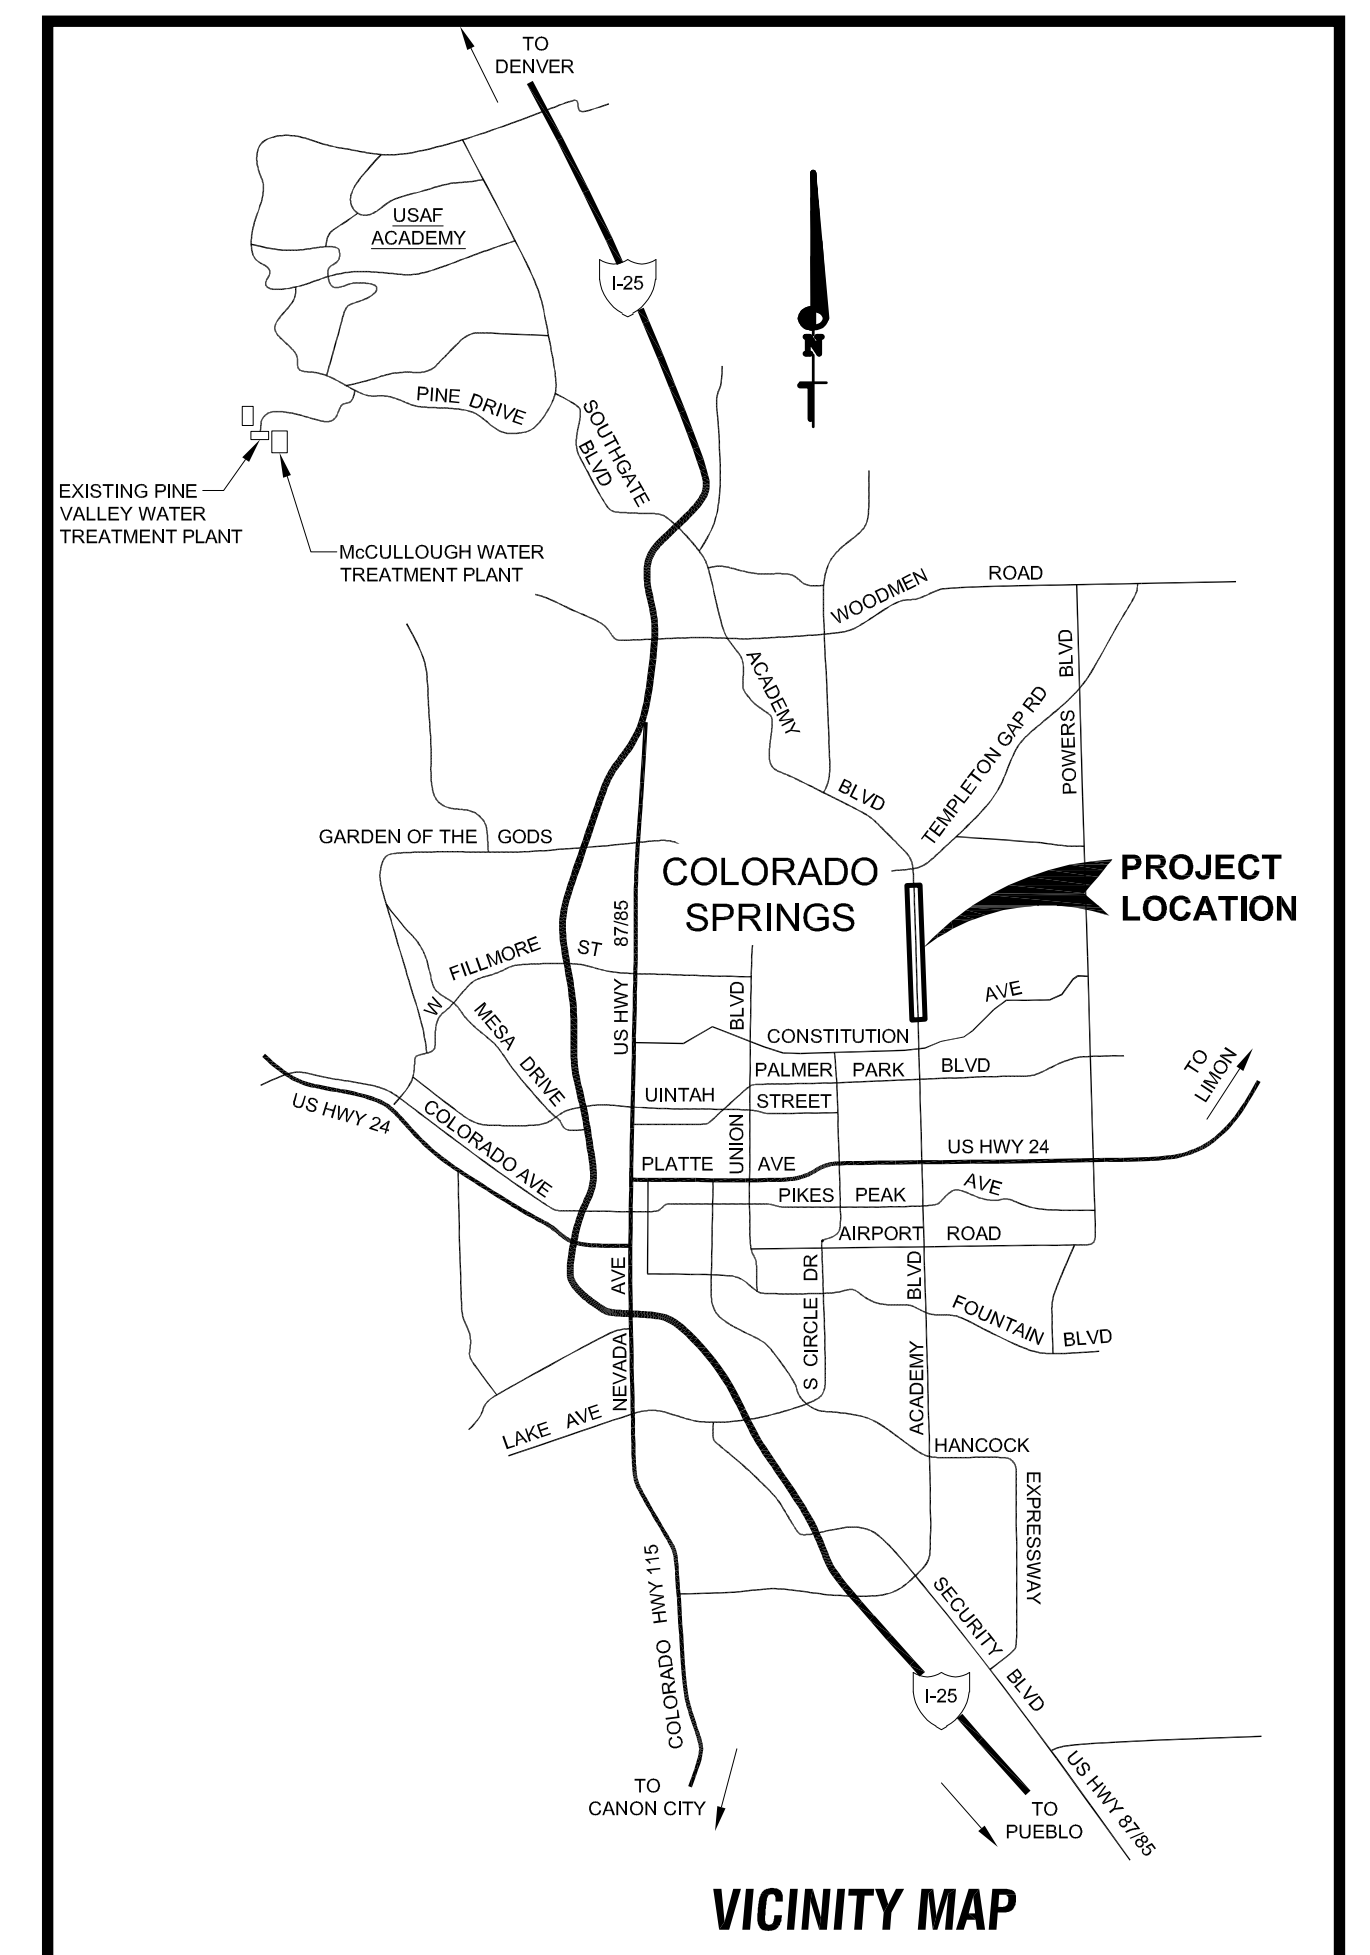 TO
DENVER
USAF
ACADEMY
I-25
N
PINE DRIVE
SOUTHGATE
BLVD
EXISTING PINE
VALLEY WATER
TREATMENT PLANT
McCULLOUGH WATER
TREATMENT PLANT
WOODMEN ROAD
ACADEMY BLVD
TEMPLETON GAP RD
POWERS BLVD
GARDEN OF THE GODS
COLORADO
SPRINGS
PROJECT
LOCATION
W FILLMORE ST
US HWY 87/85
MESA DRIVE
UNION BLVD
CONSTITUTION AVE
PALMER PARK BLVD
UINTAH STREET
TO
LIMON
US HWY 24
COLORADO AVE
PLATTE AVE
US HWY 24
PIKES PEAK AVE
AIRPORT ROAD
NEVADA AVE
S CIRCLE DR
ACADEMY BLVD
FOUNTAIN BLVD
LAKE AVE
HANCOCK
EXPRESSWAY
COLORADO HWY 115
SECURITY BLVD
I-25
US HWY 87/85
TO
CANON CITY
TO
PUEBLO
VICINITY MAP